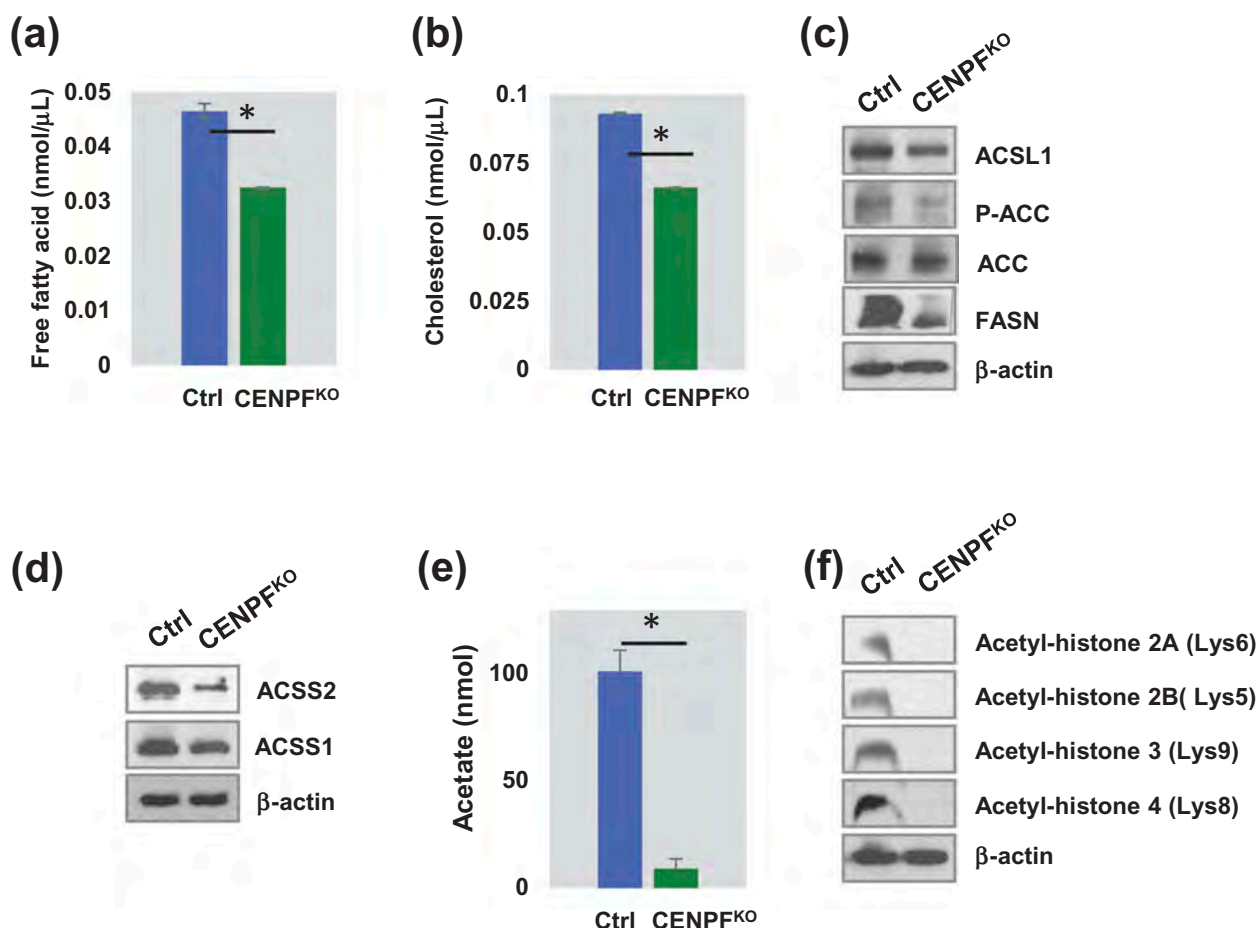 (a)
Free fatty acid (nmol/μL)
0.05
0.04
0.03
0.02
0.01
0
*
Ctrl CENPFKO
(b)
Cholesterol (nmol/μL)
0.1
0.075
0.05
0.025
0
*
Ctrl CENPFKO
(c)
Ctrl CENPFKO
ACSL1
P-ACC
ACC
FASN
β-actin
(d)
Ctrl CENPFKO
ACSS2
ACSS1
β-actin
(e)
Acetate (nmol)
100
50
0
*
Ctrl CENPFKO
(f)
Ctrl CENPFKO
Acetyl-histone 2A (Lys6)
Acetyl-histone 2B( Lys5)
Acetyl-histone 3 (Lys9)
Acetyl-histone 4 (Lys8)
β-actin